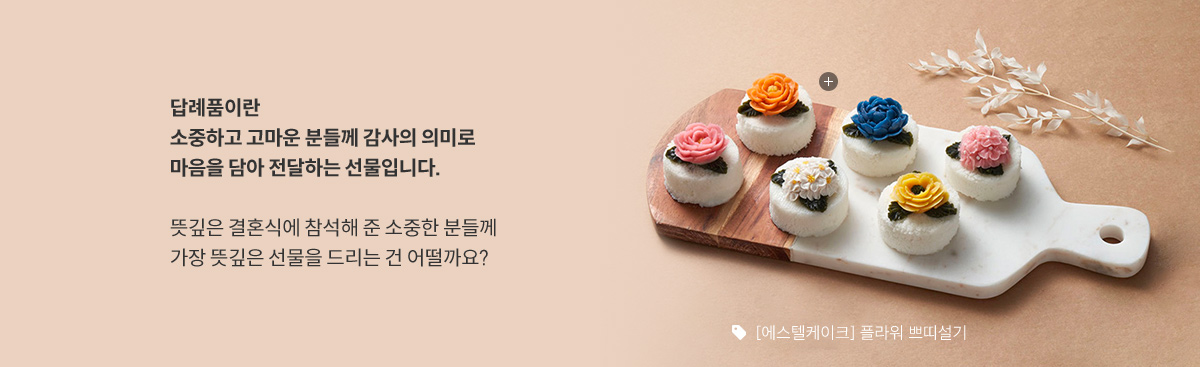 답례품이란
소중하고 고마운 분들께 감사의 의미로
마음을 담아 전달하는 선물입니다.
뜻깊은 결혼식에 참석해 준 소중한 분들께
가장 뜻깊은 선물을 드리는 건 어떨까요?
[에스텔케이크] 플라워 쁘띠설기